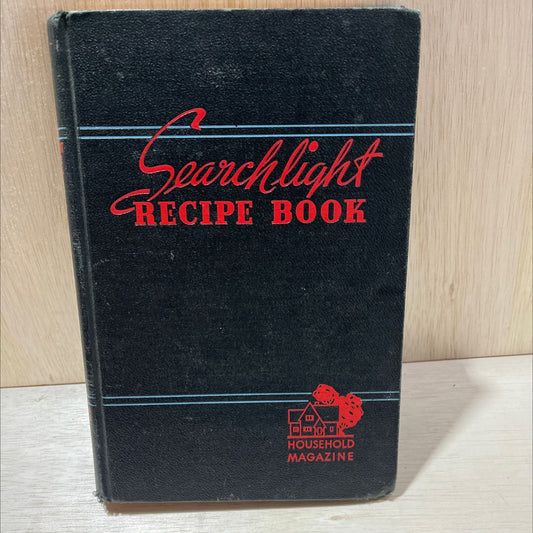 Searchlight
RECIPE BOOK
HOUSEHOLD
MAGAZINE